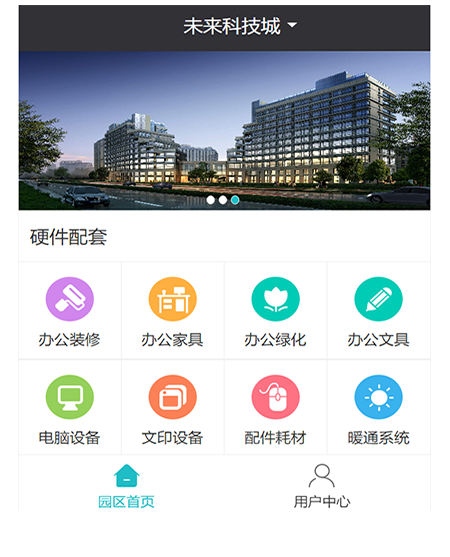 未来科技城
硬件配套
办公装修 办公家具 办公绿化 办公文具
电脑设备 文印设备 配件耗材 暖通系统
园区首页 用户中心